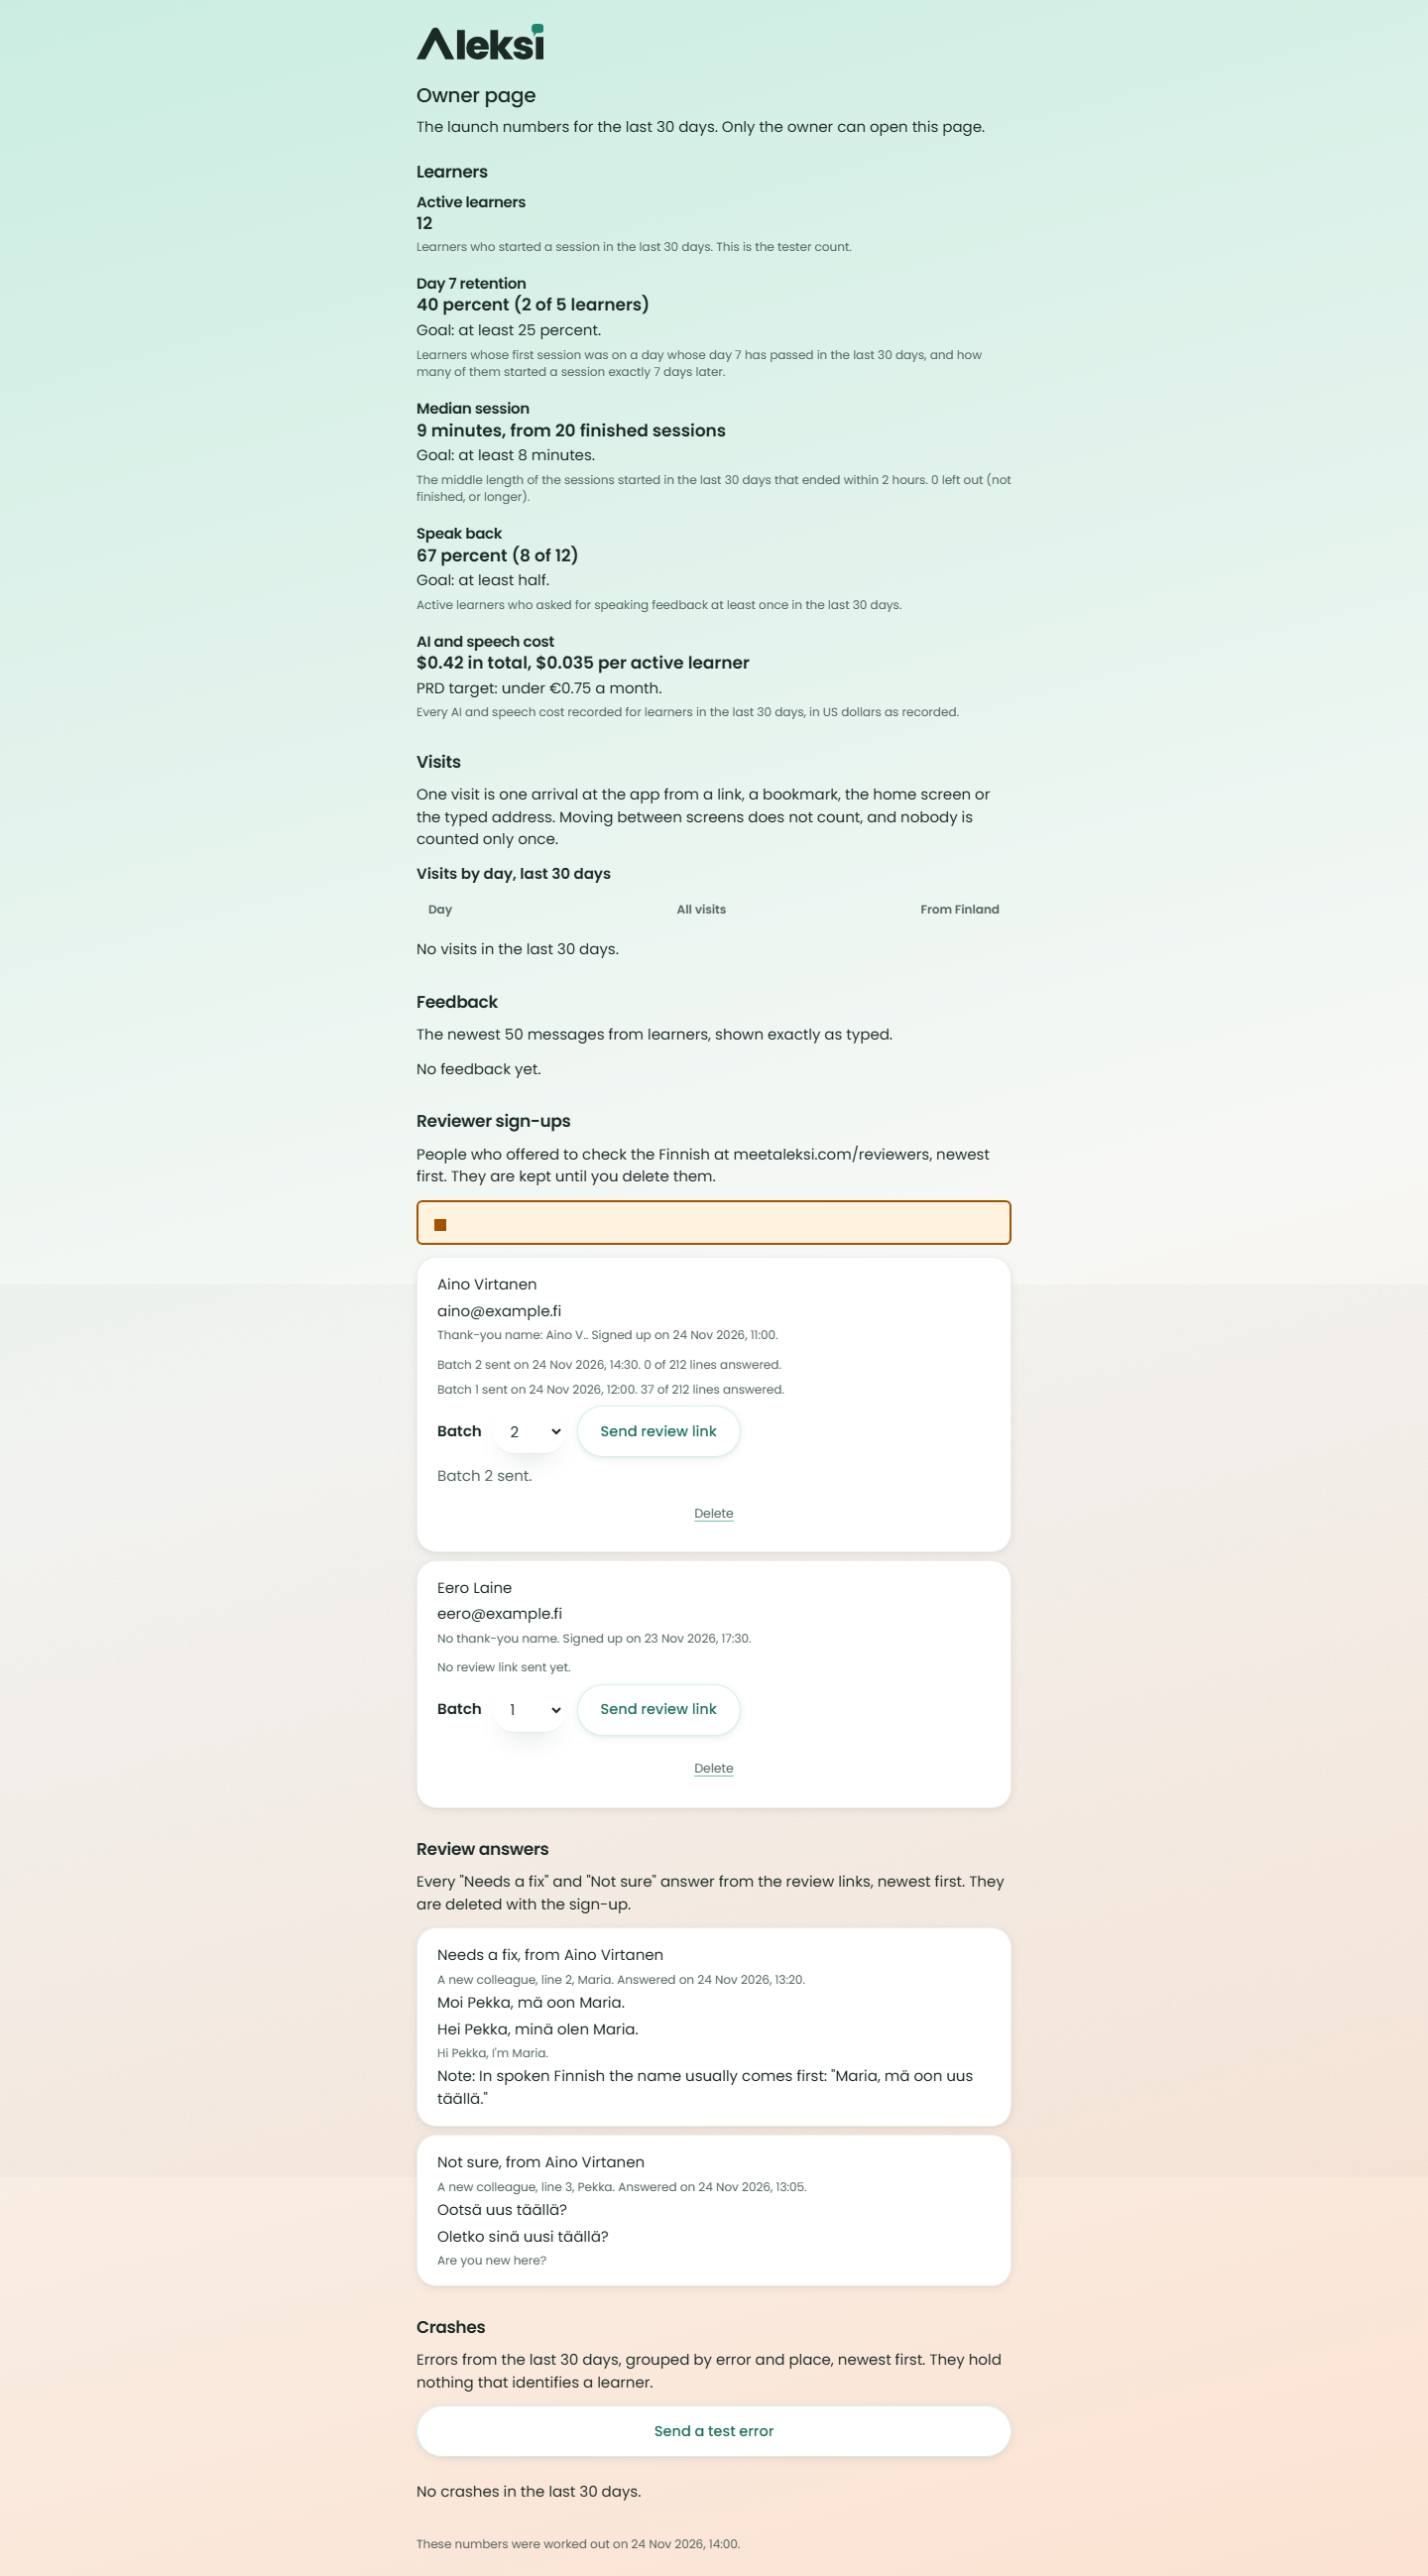 Aleksi
Owner page
The launch numbers for the last 30 days. Only the owner can open this page.
Learners
Active learners
12
Learners who started a session in the last 30 days. This is the tester count.
Day 7 retention
40 percent (2 of 5 learners)
Goal: at least 25 percent.
Learners whose first session was on a day whose day 7 has passed in the last 30 days, and how
many of them started a session exactly 7 days later.
Median session
9 minutes, from 20 finished sessions
Goal: at least 8 minutes.
The middle length of the sessions started in the last 30 days that ended within 2 hours. 0 left out (not
finished, or longer).
Speak back
67 percent (8 of 12)
Goal: at least half.
Active learners who asked for speaking feedback at least once in the last 30 days.
AI and speech cost
$0.42 in total, $0.035 per active learner
PRD target: under €0.75 a month.
Every AI and speech cost recorded for learners in the last 30 days, in US dollars as recorded.
Visits
One visit is one arrival at the app from a link, a bookmark, the home screen or
the typed address. Moving between screens does not count, and nobody is
counted only once.
Visits by day, last 30 days
Day All visits From Finland
No visits in the last 30 days.
Feedback
The newest 50 messages from learners, shown exactly as typed.
No feedback yet.
Reviewer sign-ups
People who offered to check the Finnish at meetaleksi.com/reviewers, newest
first. They are kept until you delete them.
Aino Virtanen
aino@example.fi
Thank-you name: Aino V.. Signed up on 24 Nov 2026, 11:00.
Batch 2 sent on 24 Nov 2026, 14:30. 0 of 212 lines answered.
Batch 1 sent on 24 Nov 2026, 12:00. 37 of 212 lines answered.
Batch 2 Send review link
Batch 2 sent.
Delete
Eero Laine
eero@example.fi
No thank-you name. Signed up on 23 Nov 2026, 17:30.
No review link sent yet.
Batch 1 Send review link
Delete
Review answers
Every "Needs a fix" and "Not sure" answer from the review links, newest first. They
are deleted with the sign-up.
Needs a fix, from Aino Virtanen
A new colleague, line 2, Maria. Answered on 24 Nov 2026, 13:20.
Moi Pekka, mä oon Maria.
Hei Pekka, minä olen Maria.
Hi Pekka, I'm Maria.
Note: In spoken Finnish the name usually comes first: "Maria, mä oon uus
täällä."
Not sure, from Aino Virtanen
A new colleague, line 3, Pekka. Answered on 24 Nov 2026, 13:05.
Ootsä uus täällä?
Oletko sinä uusi täällä?
Are you new here?
Crashes
Errors from the last 30 days, grouped by error and place, newest first. They hold
nothing that identifies a learner.
Send a test error
No crashes in the last 30 days.
These numbers were worked out on 24 Nov 2026, 14:00.